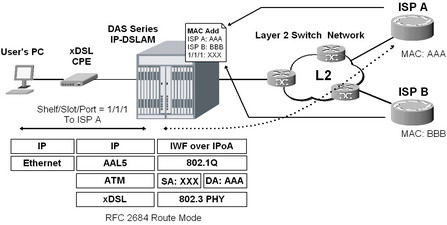 DAS Series
IP-DSLAM
User's PC
xDSL
CPE
MAC Add
ISP A: AAA
ISP B: BBB
1/1/1: XXX
Layer 2 Switch Network
L2
ISP A
MAC: AAA
ISP B
MAC: BBB
Shelf/Slot/Port = 1/1/1
To ISP A
IP IP IWF over IPoA
Ethernet AAL5 802.1Q
ATM SA: XXX DA: AAA
xDSL 802.3 PHY
RFC 2684 Route Mode